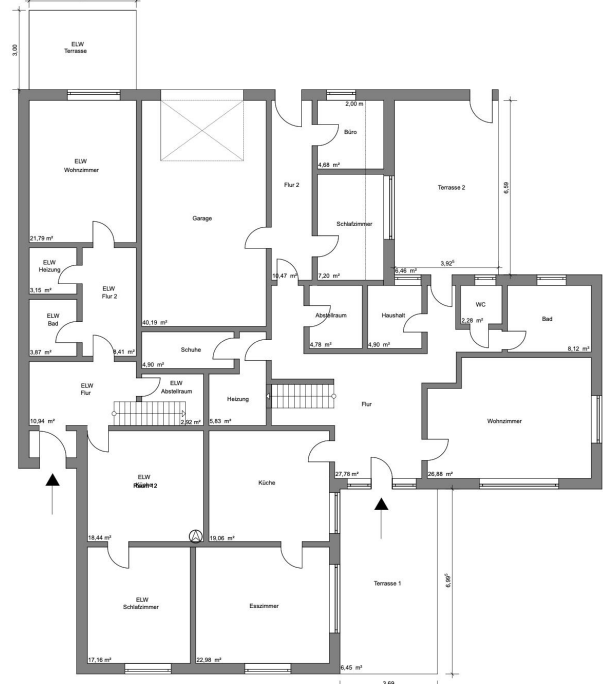 3,00
ELW
Terrasse
2,00 m
ELW
Wohnzimmer
21,79 m²
Garage
40,19 m²
Flur 2
10,47 m²
Büro
4,68 m²
Schlafzimmer
7,20 m²
Terrasse 2
6,59
3,92⁵
6,46 m²
ELW
Heizung
3,15 m²
ELW
Flur 2
8,41 m²
ELW
Bad
3,87 m²
Schuhe
4,90 m²
Abstellraum
4,78 m²
Haushalt
4,90 m²
WC
2,28 m²
Bad
8,12 m²
ELW
Flur
10,94 m²
ELW
Abstellraum
2,92 m²
Heizung
5,83 m²
Flur
27,78 m²
Wohnzimmer
26,88 m²
ELW
18,44 m²
Küche
19,06 m²
ELW
Schlafzimmer
17,16 m²
Esszimmer
22,98 m²
Terrasse 1
6,45 m²
6,99⁵
3,69